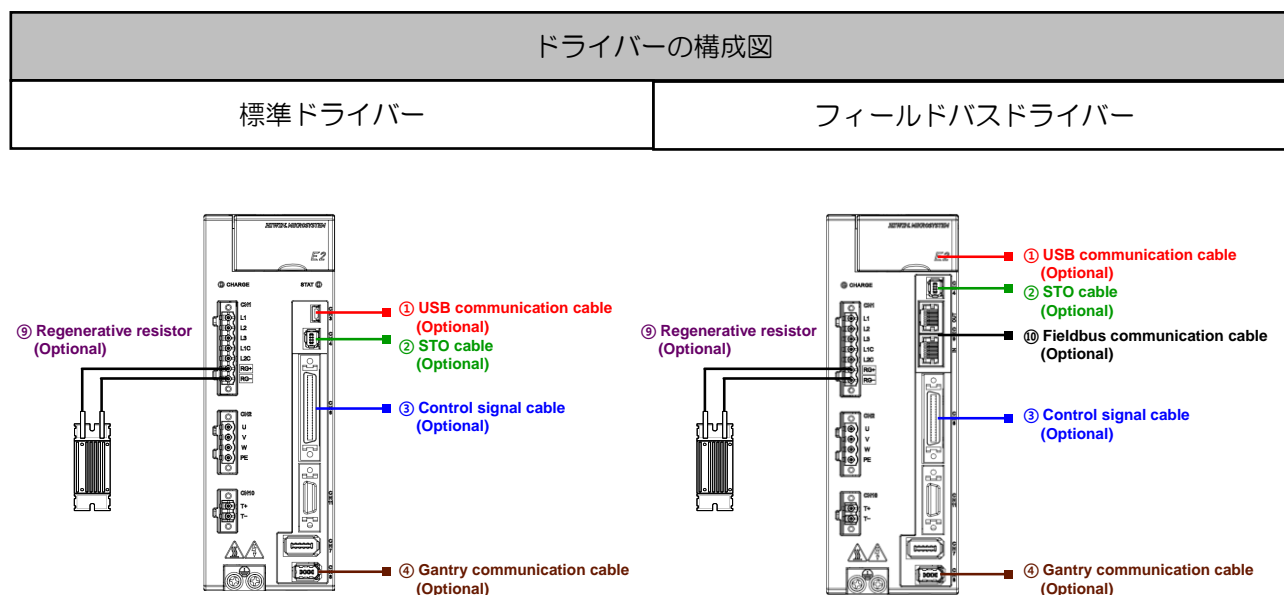 ドライバーの構成図
標準ドライバー
フィールドバスドライバー
HIWIN MIKROSYSTEM
E2
CHARGE
STAT
CN1
L1
L2
L3
L1C
L2C
RG+
RG-
CN2
U
V
W
PE
CN10
T+
T-
① USB communication cable
(Optional)
② STO cable
(Optional)
③ Control signal cable
(Optional)
④ Gantry communication cable
(Optional)
⑨ Regenerative resistor
(Optional)
HIWIN MIKROSYSTEM
E2
CHARGE
CN1
L1
L2
L3
L1C
L2C
RG+
RG-
CN2
U
V
W
PE
CN10
T+
T-
OUT
IN
① USB communication cable
(Optional)
② STO cable
(Optional)
⑩ Fieldbus communication cable
(Optional)
③ Control signal cable
(Optional)
④ Gantry communication cable
(Optional)
⑨ Regenerative resistor
(Optional)